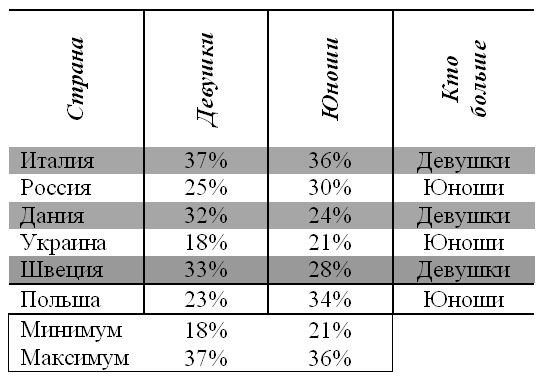 Страна Девушки Юноши Кто больше
Италия 37% 36% Девушки
Россия 25% 30% Юноши
Дания 32% 24% Девушки
Украина 18% 21% Юноши
Швеция 33% 28% Девушки
Польша 23% 34% Юноши
Минимум 18% 21%
Максимум 37% 36%